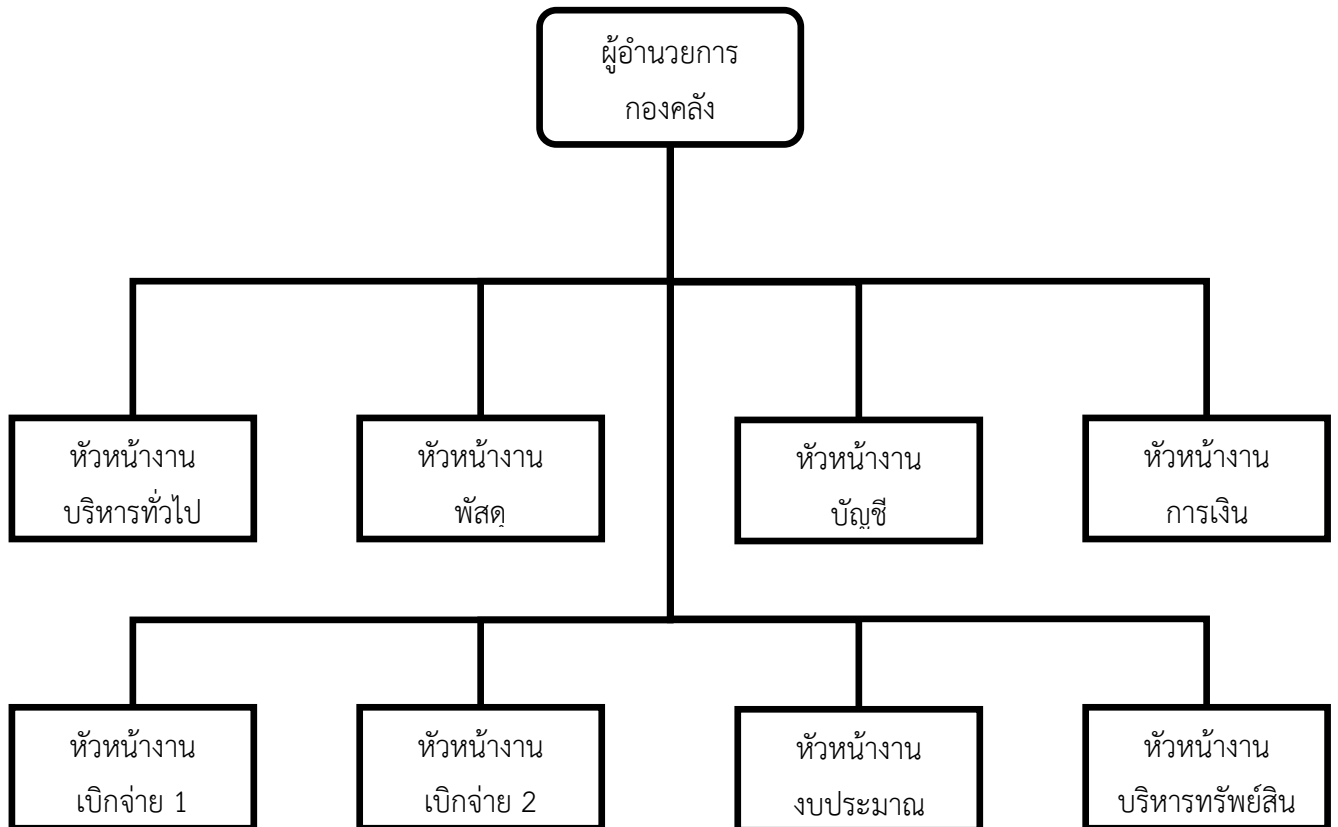 ผู้อำนวยการ
กองคลัง
หัวหน้างาน
บริหารทั่วไป
หัวหน้างาน
พัสดุ
หัวหน้างาน
บัญชี
หัวหน้างาน
การเงิน
หัวหน้างาน
เบิกจ่าย 1
หัวหน้างาน
เบิกจ่าย 2
หัวหน้างาน
งบประมาณ
หัวหน้างาน
บริหารทรัพย์สิน